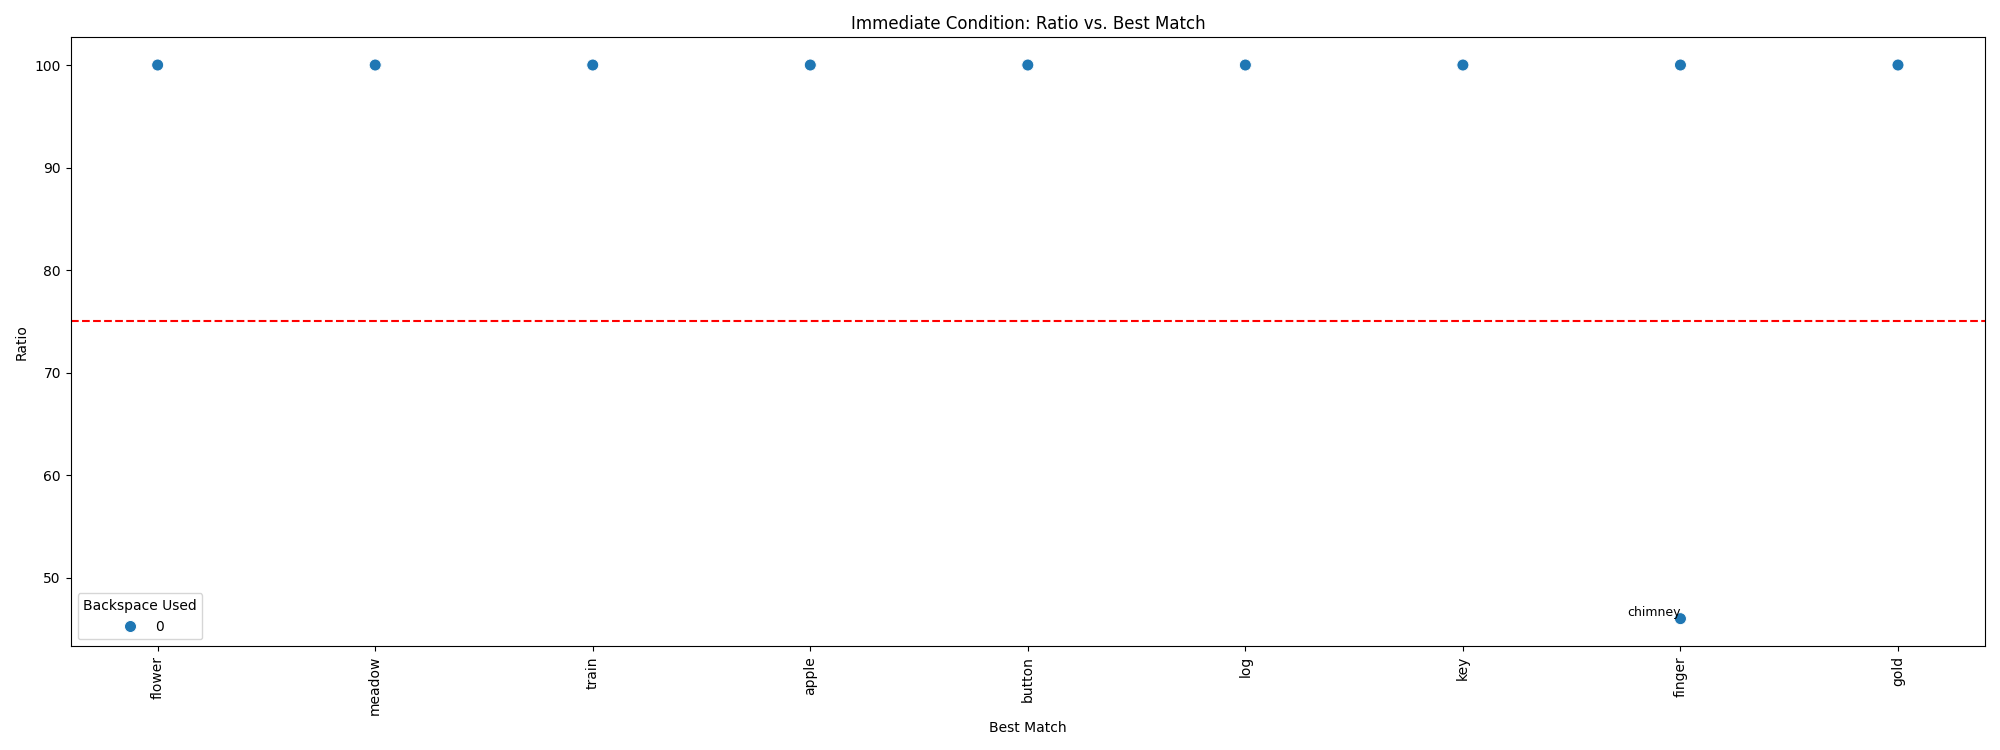 Immediate Condition: Ratio vs. Best Match
Ratio
100
90
80
70
60
50
chimney
Backspace Used
0
flower
meadow
train
apple
button
log
key
finger
gold
Best Match